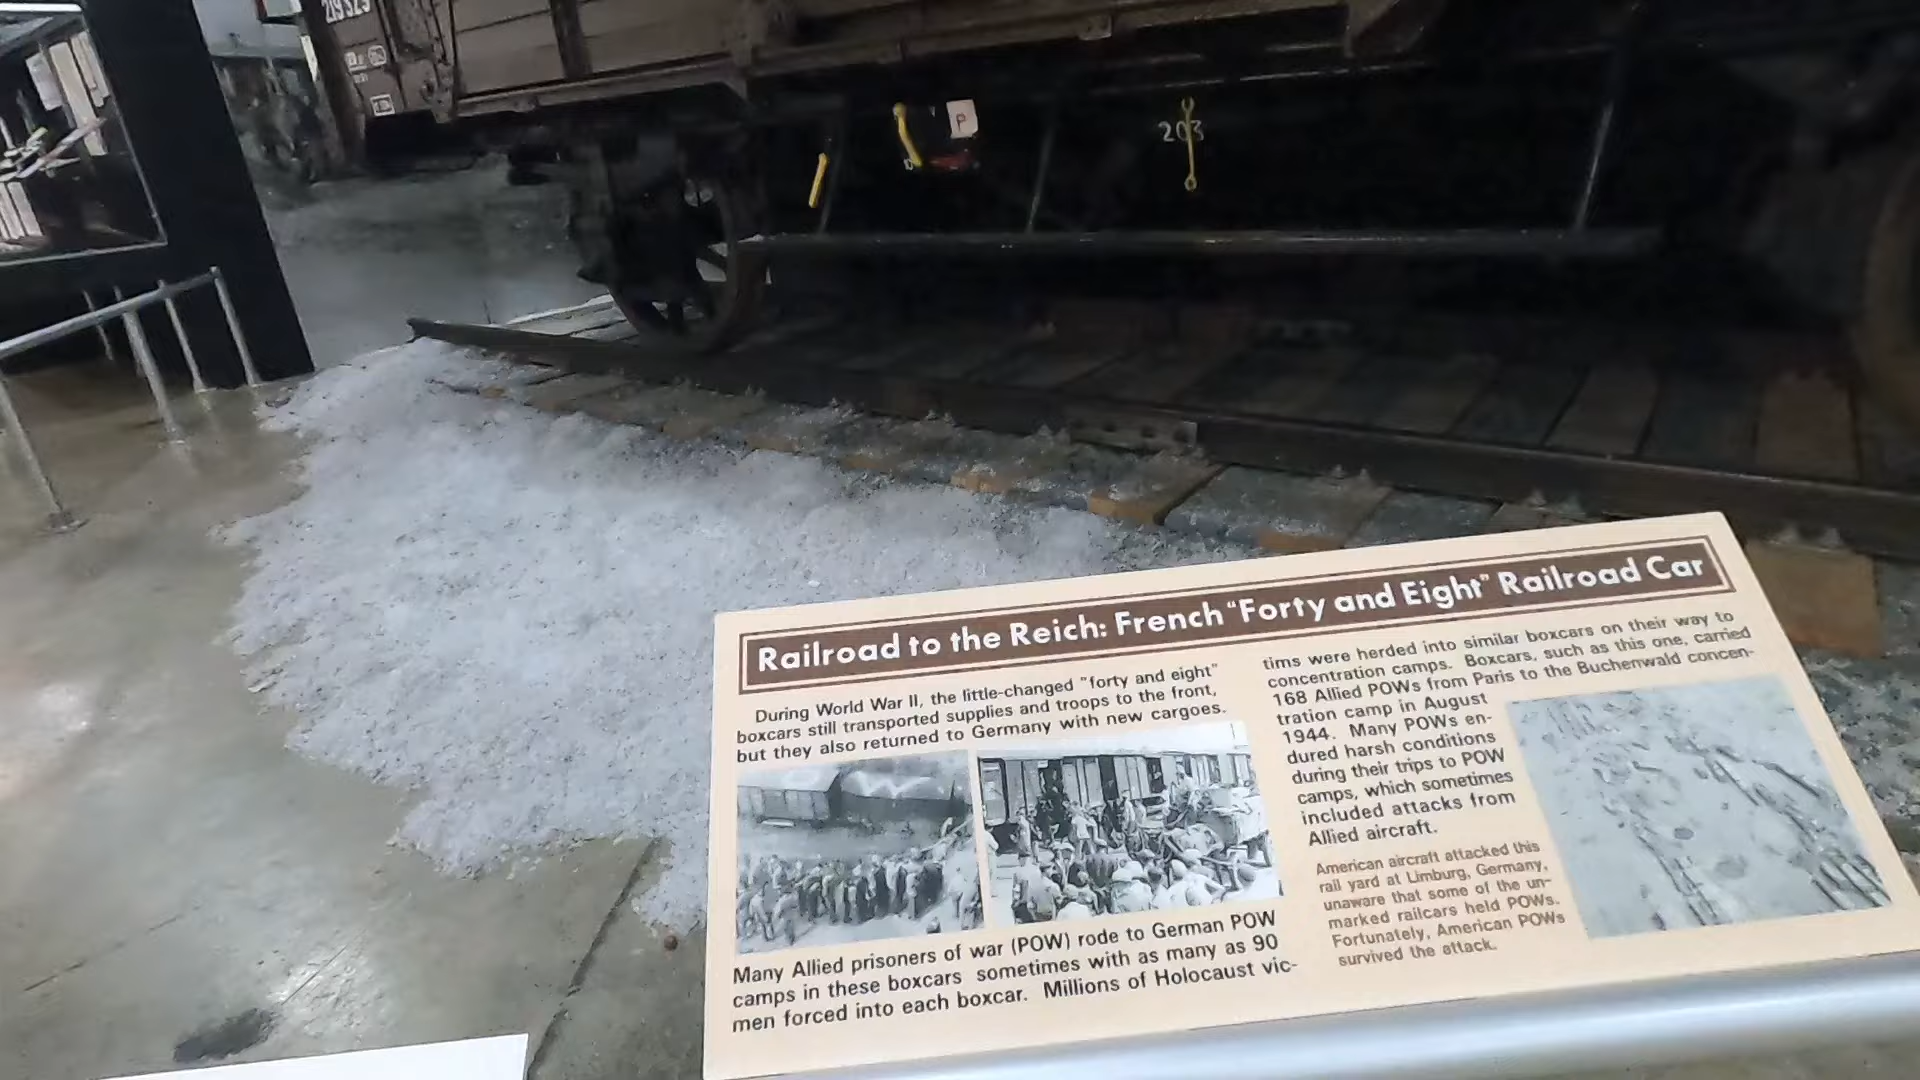 219 323
P
203
Railroad to the Reich: French "Forty and Eight" Railroad Car
During World War II, the little-changed "forty and eight"
boxcars still transported supplies and troops to the front,
but they also returned to Germany with new cargoes.
Many Allied prisoners of war (POW) rode to German POW
camps in these boxcars sometimes with as many as 90
men forced into each boxcar. Millions of Holocaust vic-
tims were herded into similar boxcars on their way to
concentration camps. Boxcars, such as this one, carried
168 Allied POWs from Paris to the Buchenwald concen-
tration camp in August
1944. Many POWs en-
dured harsh conditions
during their trips to POW
camps, which sometimes
included attacks from
Allied aircraft.
American aircraft attacked this
rail yard at Limburg, Germany,
unaware that some of the un-
marked railcars held POWs.
Fortunately, American POWs
survived the attack.